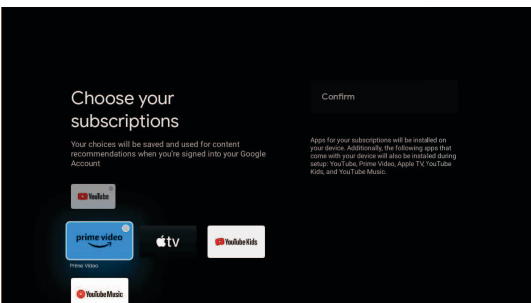 Choose your
subscriptions
Your choices will be saved and used for content
recommendations when you're signed into your Google
Account
Confirm
Apps for your subscriptions will be installed on
your device. Additionally, the following apps that
come with your device will also be installed during
setup: YouTube, Prime Video, Apple TV, YouTube
Kids, and YouTube Music.
YouTube
prime video
tv
YouTube Kids
Prime Video
YouTube Music